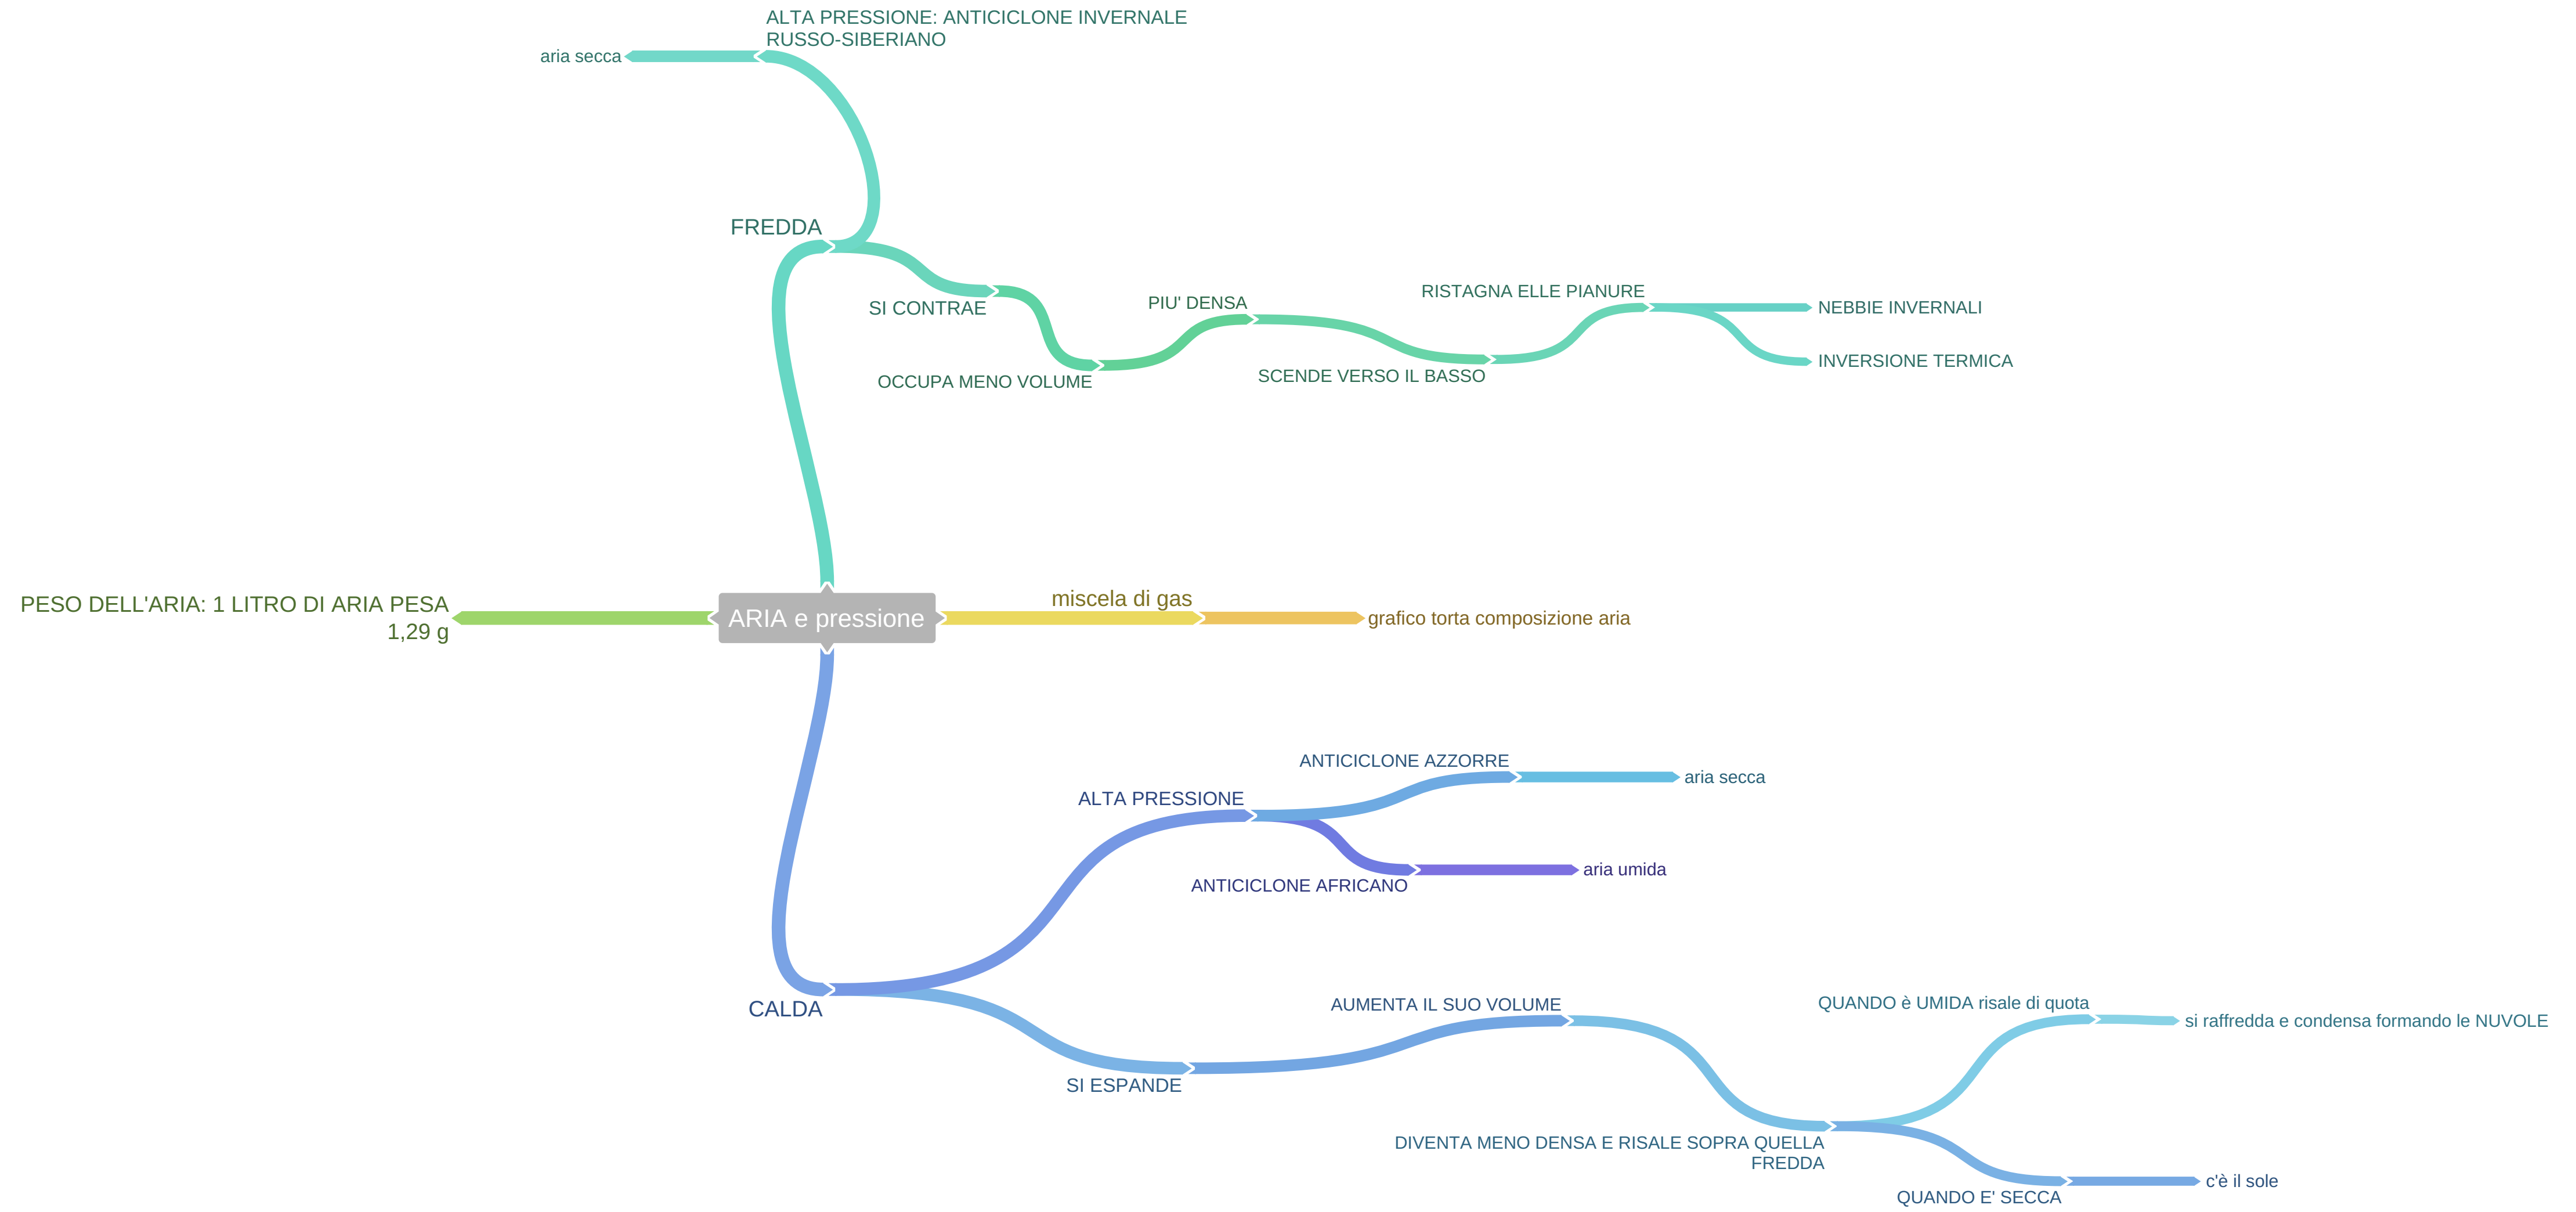 ALTA PRESSIONE: ANTICICLONE INVERNALE
RUSSO-SIBERIANO
aria secca
FREDDA
SI CONTRAE
OCCUPA MENO VOLUME
PIU' DENSA
SCENDE VERSO IL BASSO
RISTAGNA ELLE PIANURE
NEBBIE INVERNALI
INVERSIONE TERMICA
PESO DELL'ARIA: 1 LITRO DI ARIA PESA
1,29 g
ARIA e pressione
miscela di gas
grafico torta composizione aria
CALDA
ALTA PRESSIONE
ANTICICLONE AZZORRE
aria secca
ANTICICLONE AFRICANO
aria umida
SI ESPANDE
AUMENTA IL SUO VOLUME
DIVENTA MENO DENSA E RISALE SOPRA QUELLA
FREDDA
QUANDO è UMIDA risale di quota
si raffredda e condensa formando le NUVOLE
QUANDO E' SECCA
c'è il sole